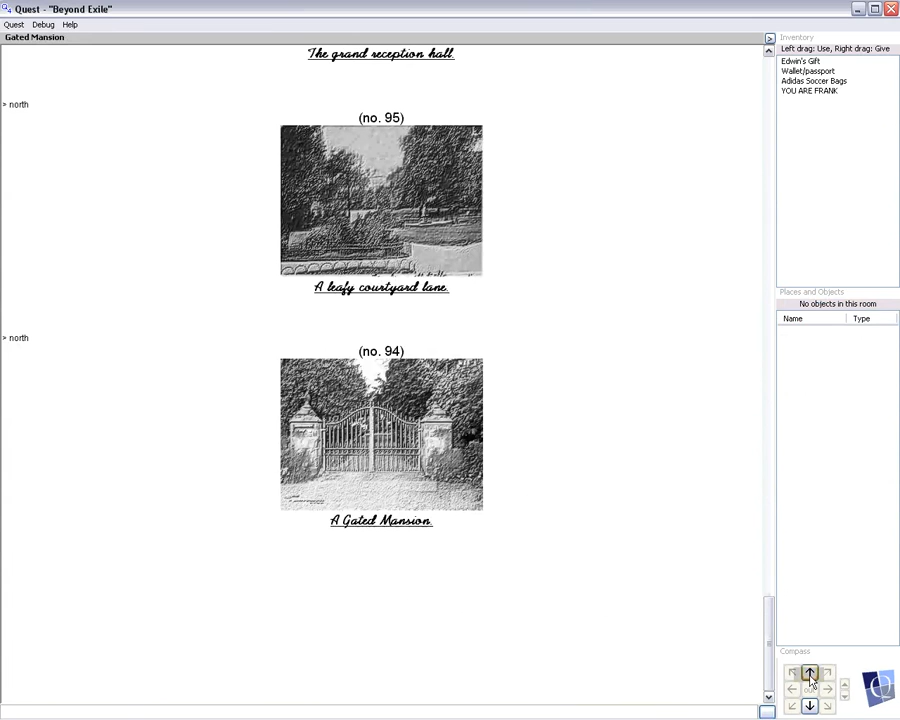 Quest - "Beyond Exile"
Quest Debug Help
Gated Mansion
The grand reception hall.
> north
(no. 95)
A leafy courtyard lane.
> north
(no. 94)
A Gated Mansion.
Inventory
Left drag: Use, Right drag: Give
Edwin's Gift
Wallet/passport
Adidas Soccer Bags
YOU ARE FRANK
Places and Objects
No objects in this room
Name Type
Compass